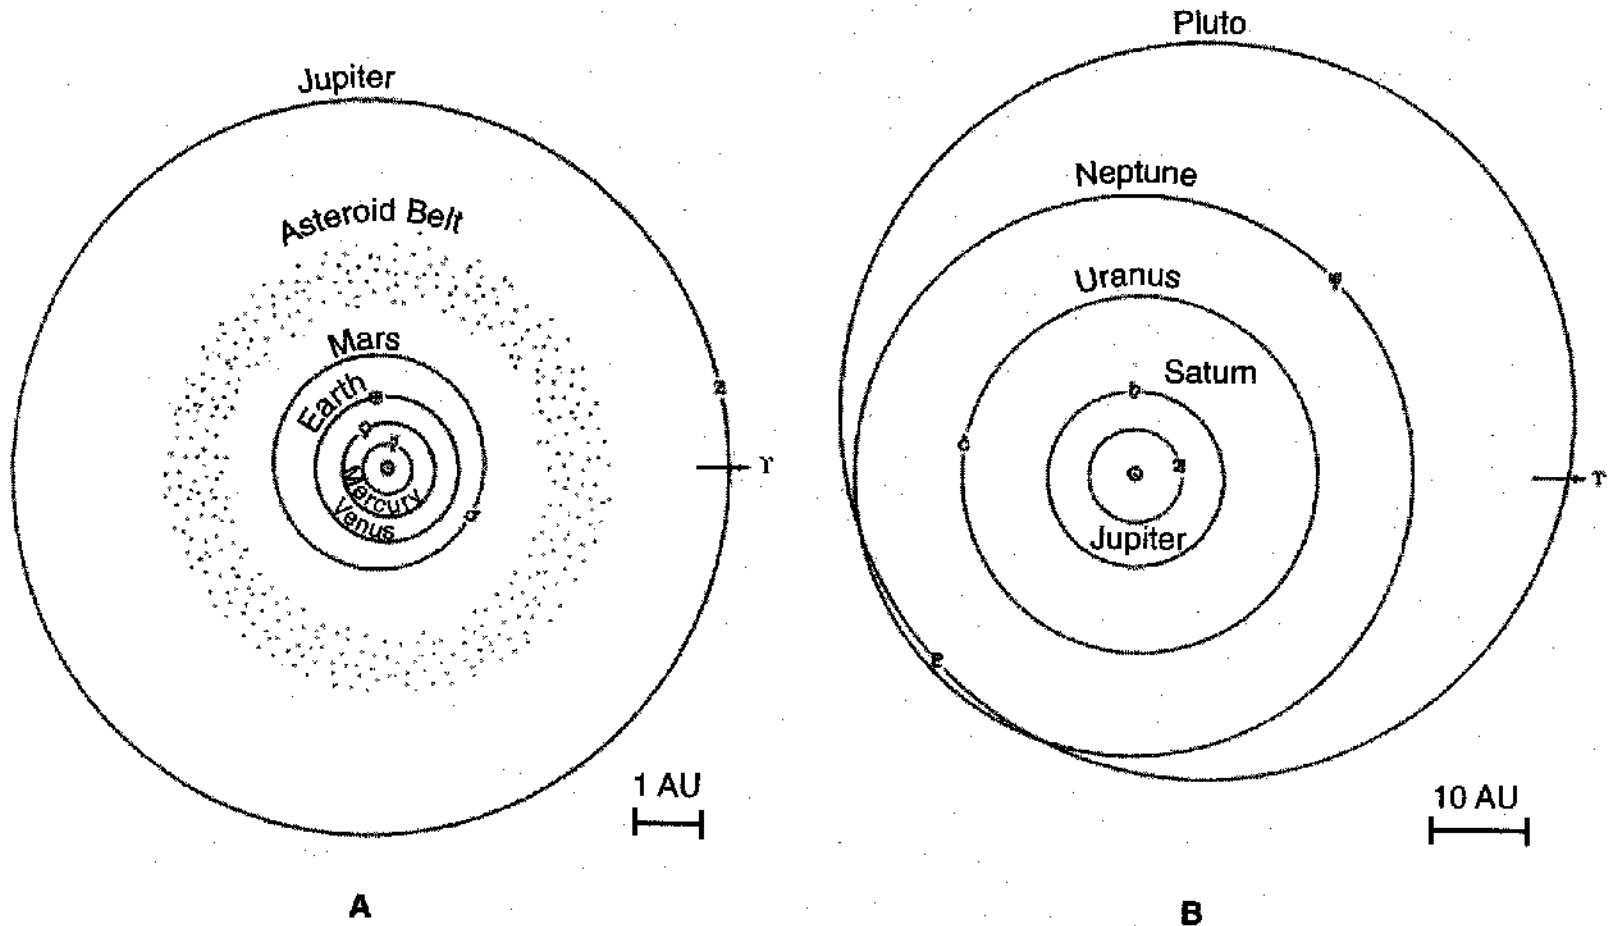 Jupiter
Asteroid Belt
Mars
Earth
Mercury
Venus
1 AU
A
Pluto
Neptune
Uranus
Saturn
Jupiter
10 AU
B